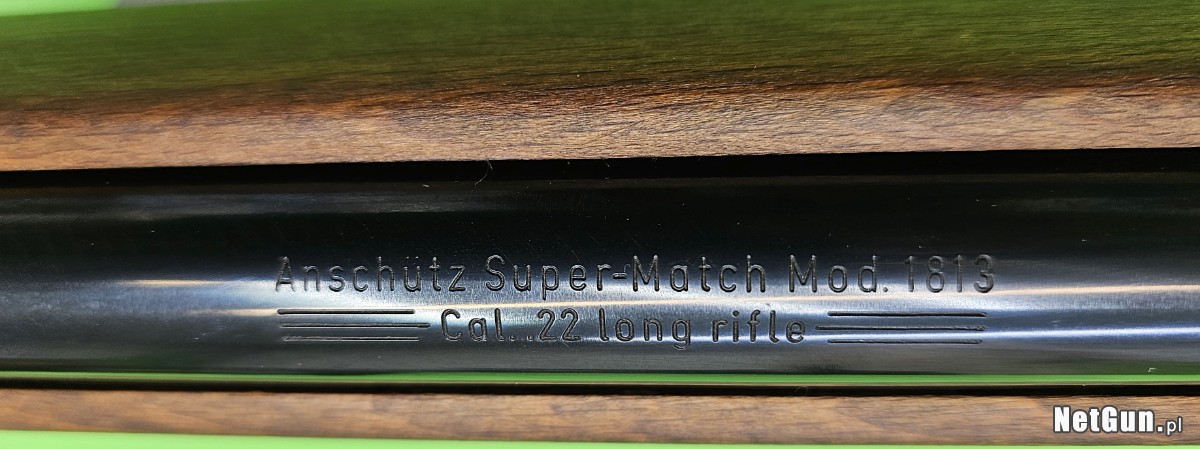 Anschütz Super-Match Mod. 1813
Cal. .22 long rifle
NetGun.pl